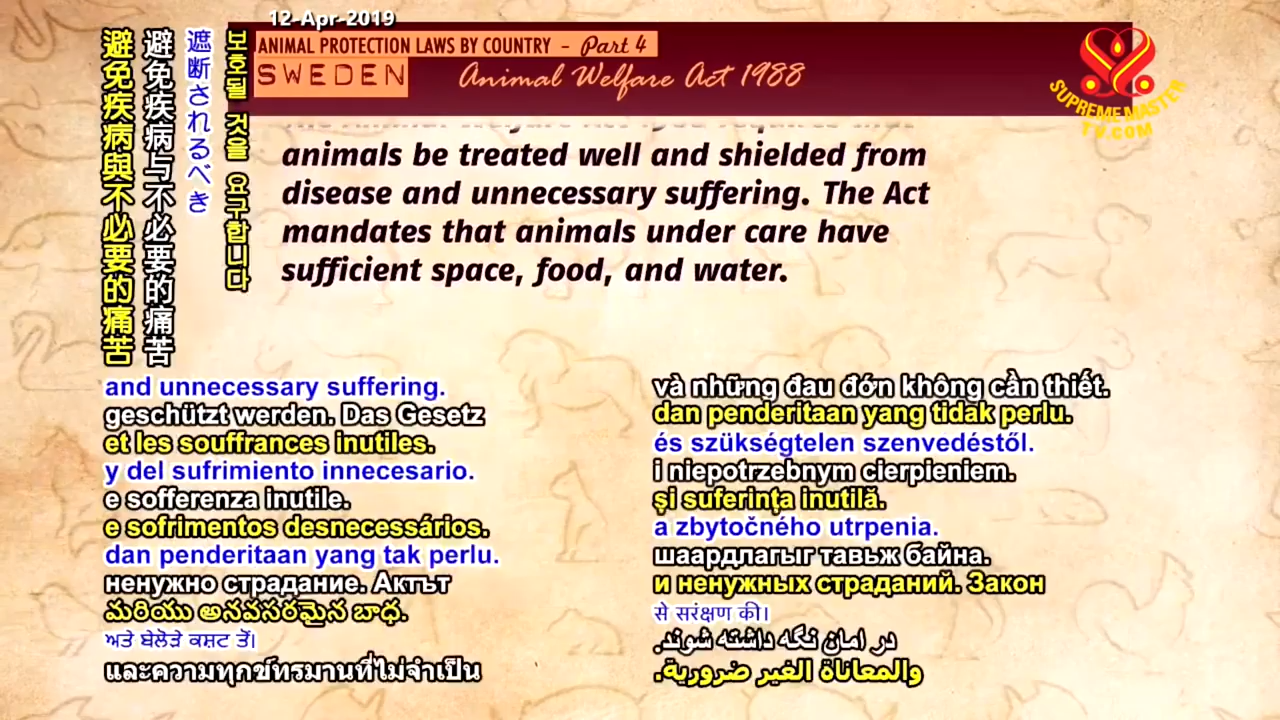 12-Apr-2019
ANIMAL PROTECTION LAWS BY COUNTRY - Part 4
SWEDEN
Animal Welfare Act 1988
SUPREME MASTER
TV.COM
避免疾病與不必要的痛苦
避免疾病与不必要的痛苦
遮断されるべき
보호될 것을 요구합니다
animals be treated well and shielded from
disease and unnecessary suffering. The Act
mandates that animals under care have
sufficient space, food, and water.
and unnecessary suffering.
geschützt werden. Das Gesetz
et les souffrances inutiles.
y del sufrimiento innecesario.
e sofferenza inutile.
e sofrimentos desnecessários.
dan penderitaan yang tak perlu.
ненужно страдание. Актът
మరియు అనవసరమైన బాధ.
ਅਤੇ ਬੇਲੋੜੇ ਕਸ਼ਟ ਤੋਂ।
และความทุกข์ทรมานที่ไม่จำเป็น
và những đau đớn không cần thiết.
dan penderitaan yang tidak perlu.
és szükségtelen szenvedéstől.
i niepotrzebnym cierpieniem.
și suferința inutilă.
a zbytočného utrpenia.
шаардлагыг тавьж байна.
и ненужных страданий. Закон
से सरंक्षण की।
در امان نگه داشته شوند.
والمعاناة الغير ضرورية.